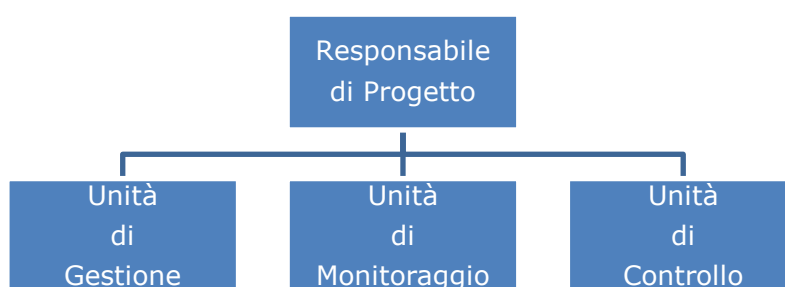 Responsabile
di Progetto
Unità
di
Gestione
Unità
di
Monitoraggio
Unità
di
Controllo